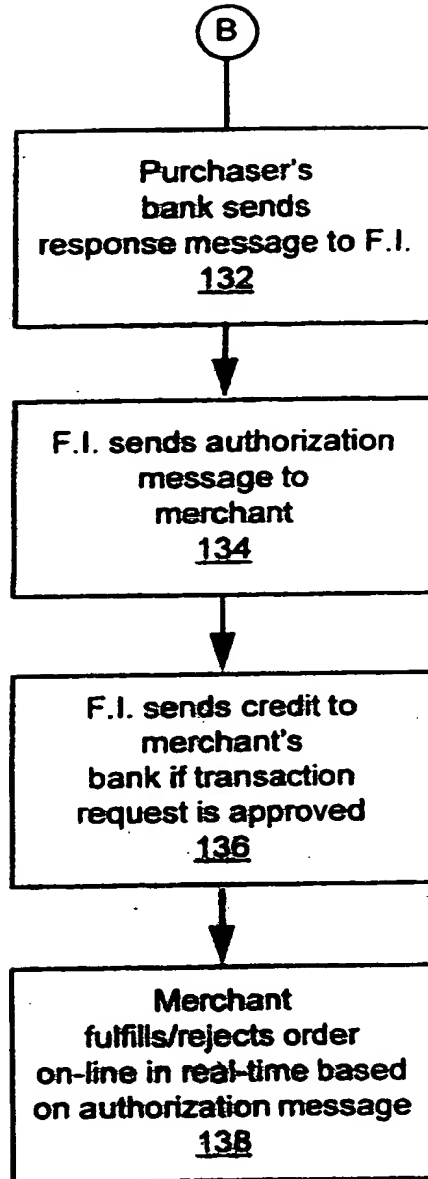 B
Purchaser's
bank sends
response message to F.I.
132
F.I. sends authorization
message to
merchant
134
F.I. sends credit to
merchant's
bank if transaction
request is approved
136
Merchant
fulfills/rejects order
on-line in real-time based
on authorization message
138